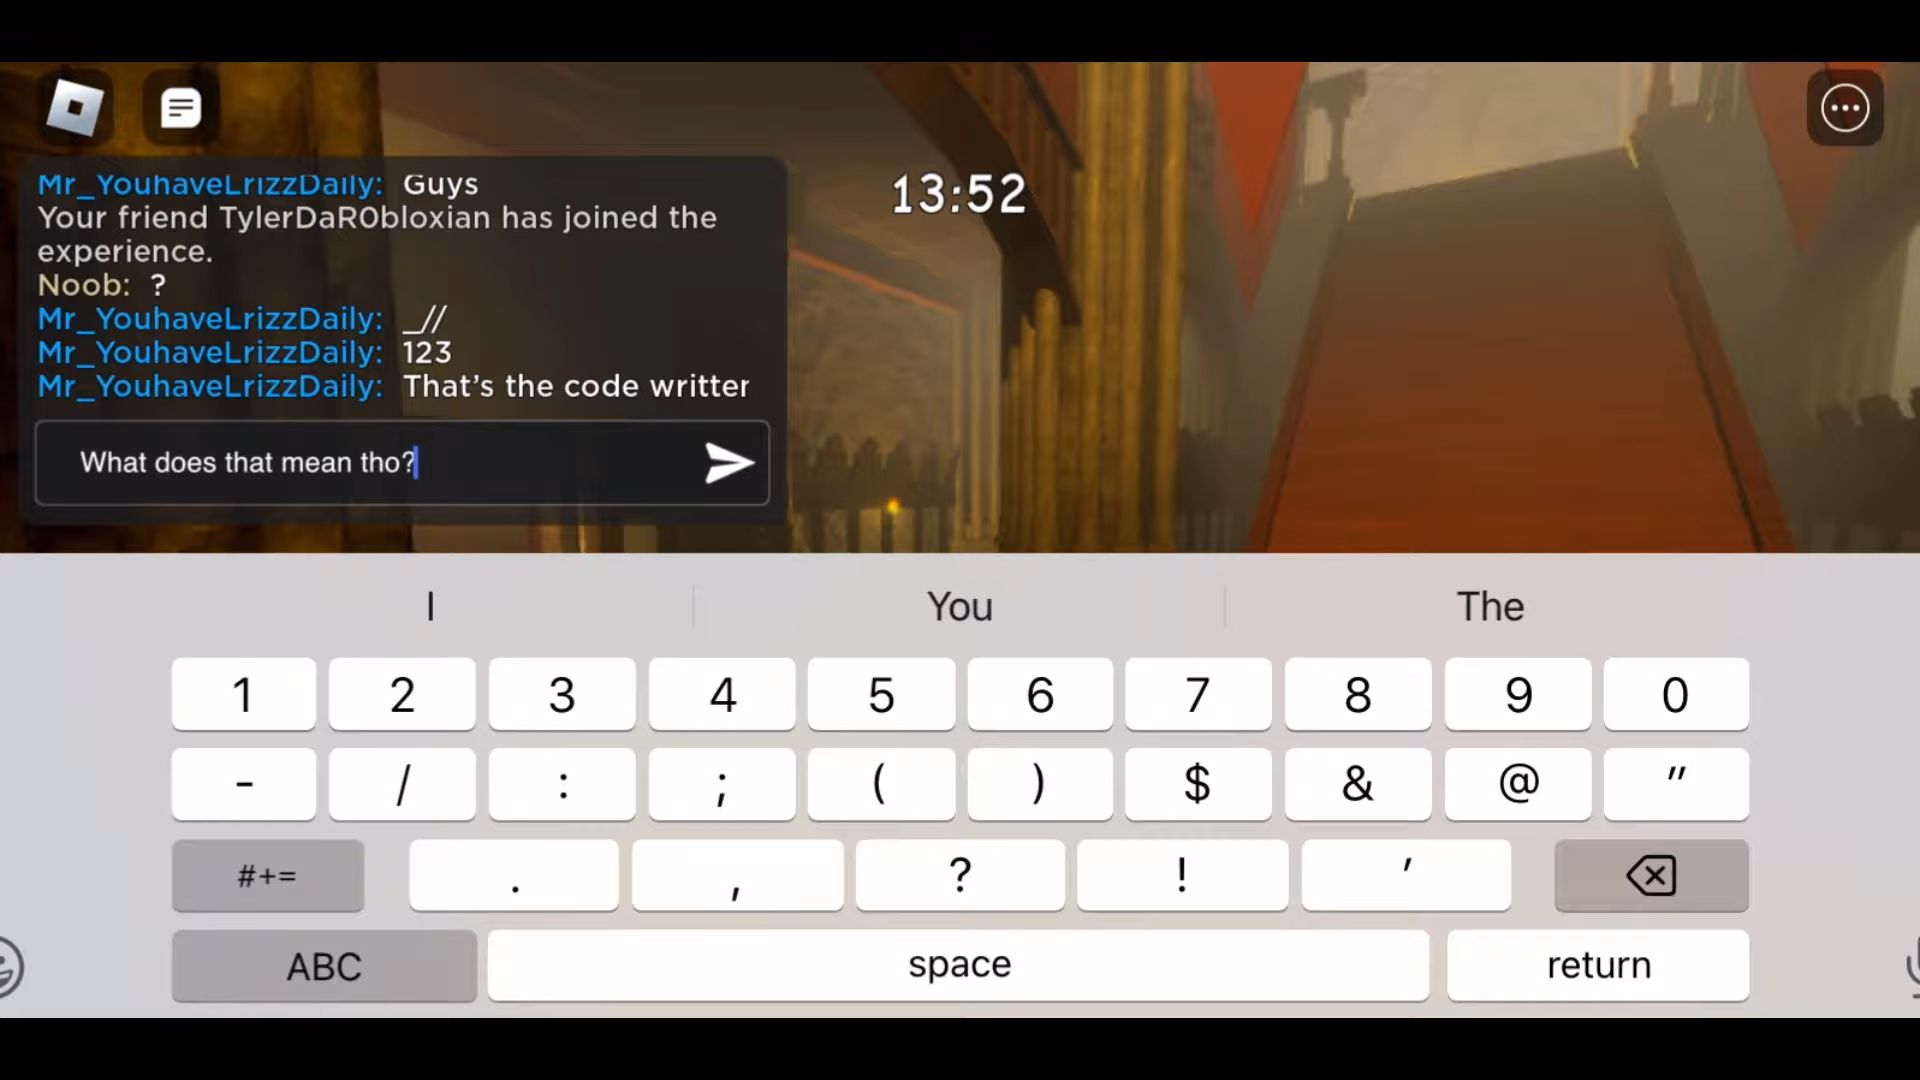 Mr_YouhaveLrizzDaily: Guys
Your friend TylerDaR0bloxian has joined the
experience.
Noob: ?
Mr_YouhaveLrizzDaily: _//
Mr_YouhaveLrizzDaily: 123
Mr_YouhaveLrizzDaily: That's the code writter
What does that mean tho?
13:52
I You The
1 2 3 4 5 6 7 8 9 0
- / : ; ( ) $ & @ "
#+= . , ? ! '
ABC space return